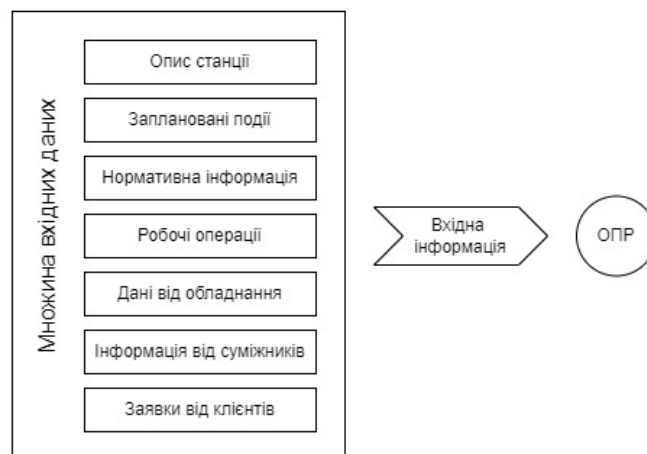 Множина вхідних даних
Опис станції
Заплановані події
Нормативна інформація
Робочі операції
Дані від обладнання
Інформація від суміжників
Заявки від клієнтів
Вхідна
інформація
ОПР